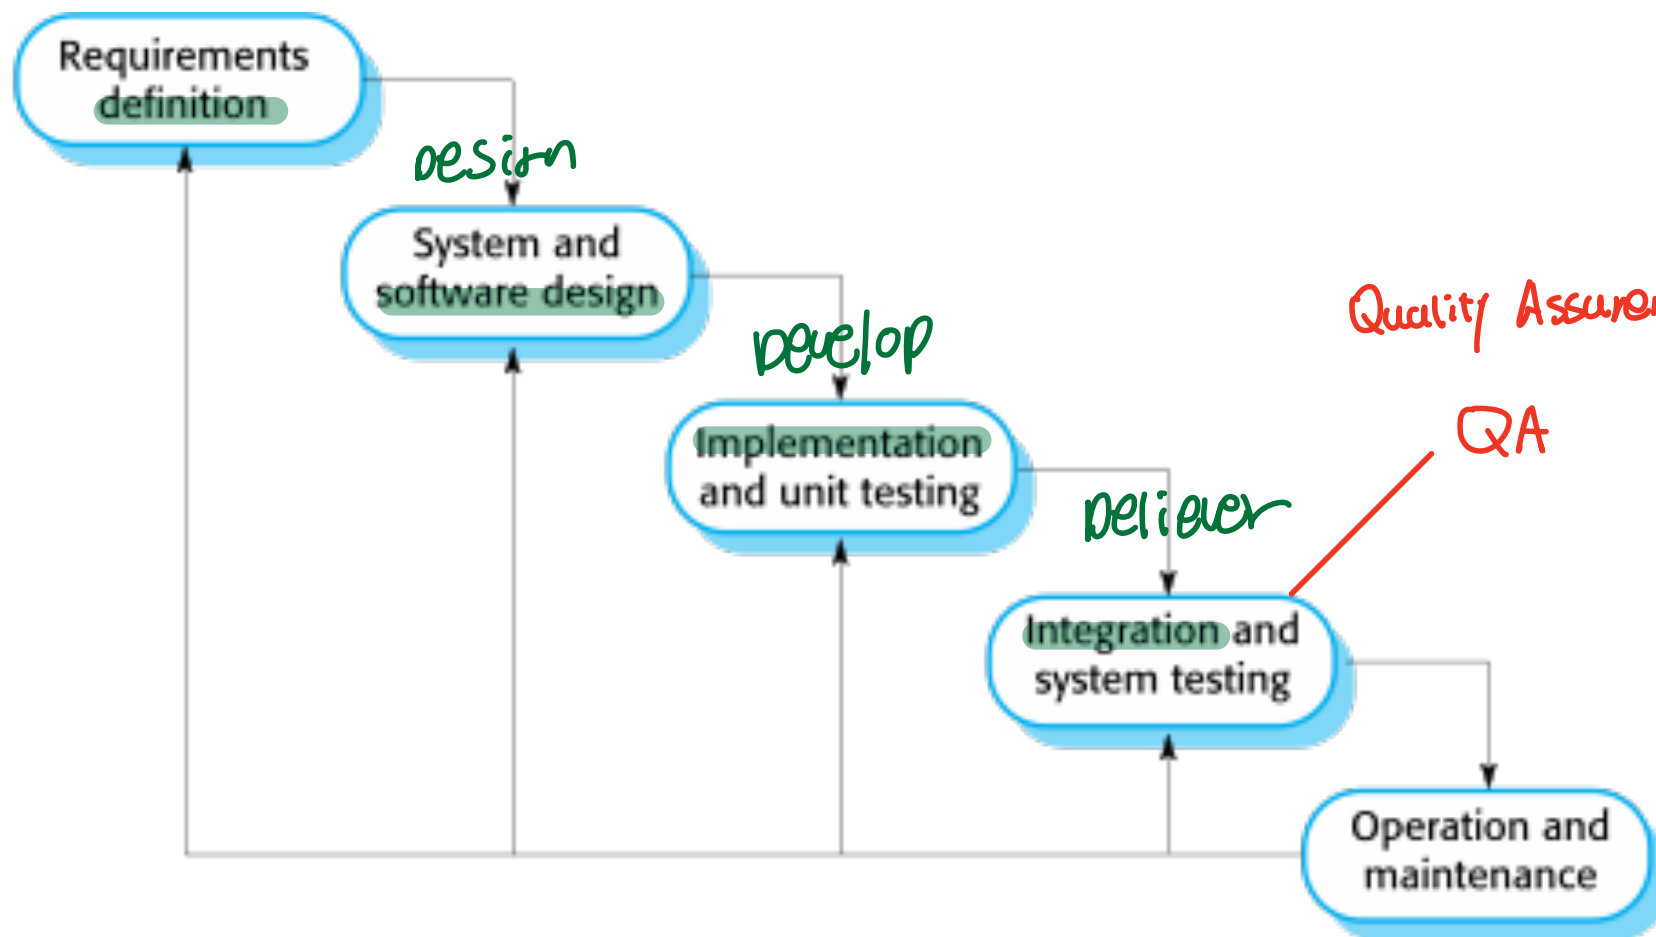 Requirements
definition
Design
System and
software design
Develop
Quality Assurer
Implementation
and unit testing
QA
Deliever
Integration and
system testing
Operation and
maintenance